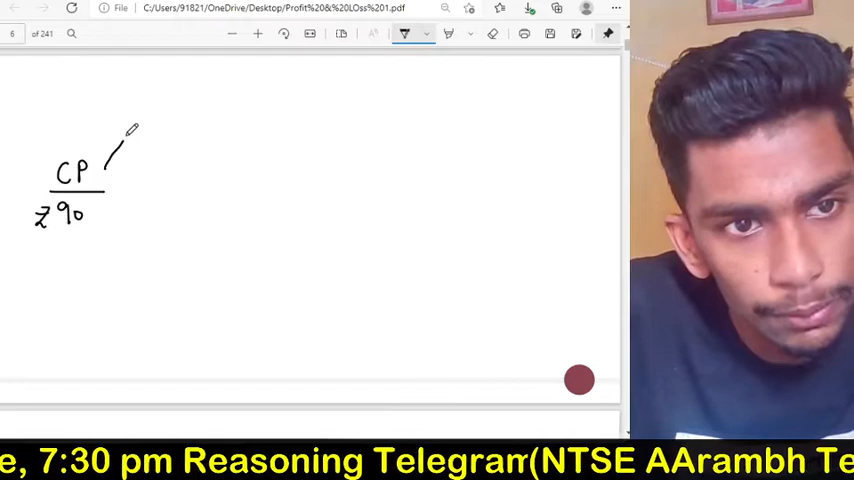 File C:/Users/91821/OneDrive/Desktop/Profit%20&%20LOss%201.pdf
6 of 241
CP
₹90
e, 7:30 pm Reasoning Telegram(NTSE AArambh Te